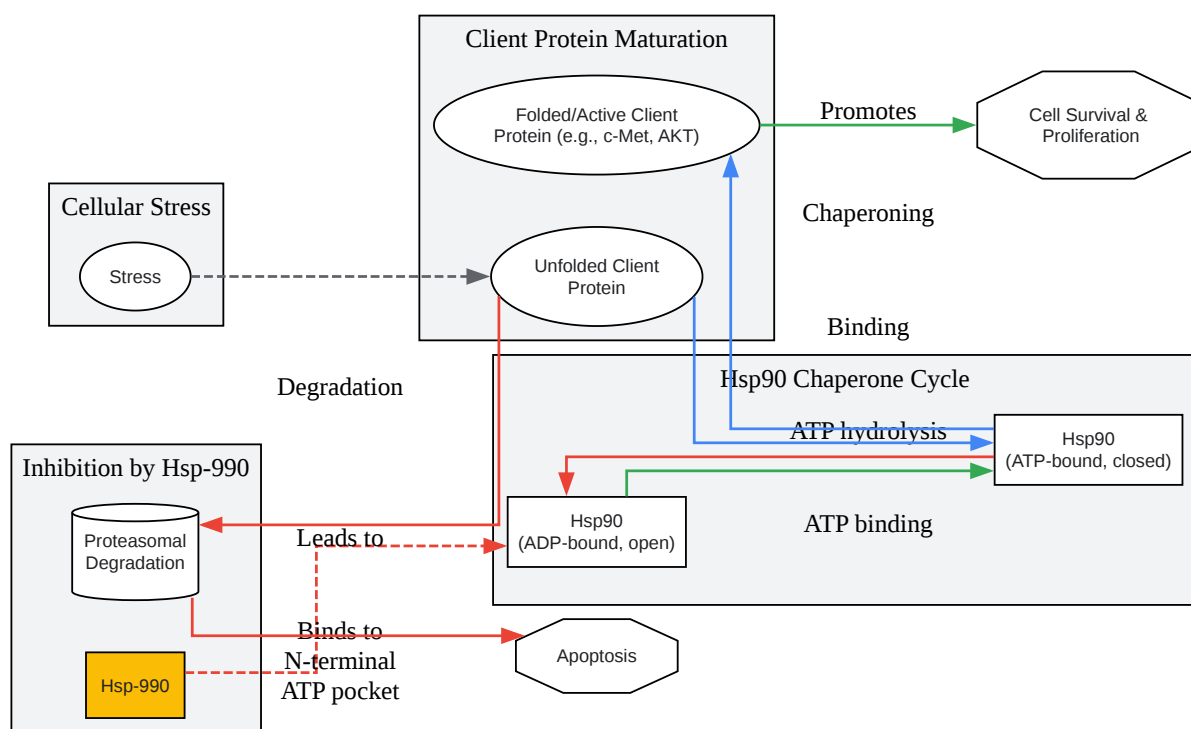 Client Protein Maturation
Folded/Active Client
Protein (e.g., c-Met, AKT)
Promotes
Cell Survival &
Proliferation
Cellular Stress
Chaperoning
Stress
Unfolded Client
Protein
Binding
Degradation
Hsp90 Chaperone Cycle
ATP hydrolysis
Hsp90
(ATP-bound, closed)
Inhibition by Hsp-990
Proteasomal
Degradation
Leads to
Hsp90
(ADP-bound, open)
ATP binding
Binds to
N-terminal
ATP pocket
Hsp-990
Apoptosis